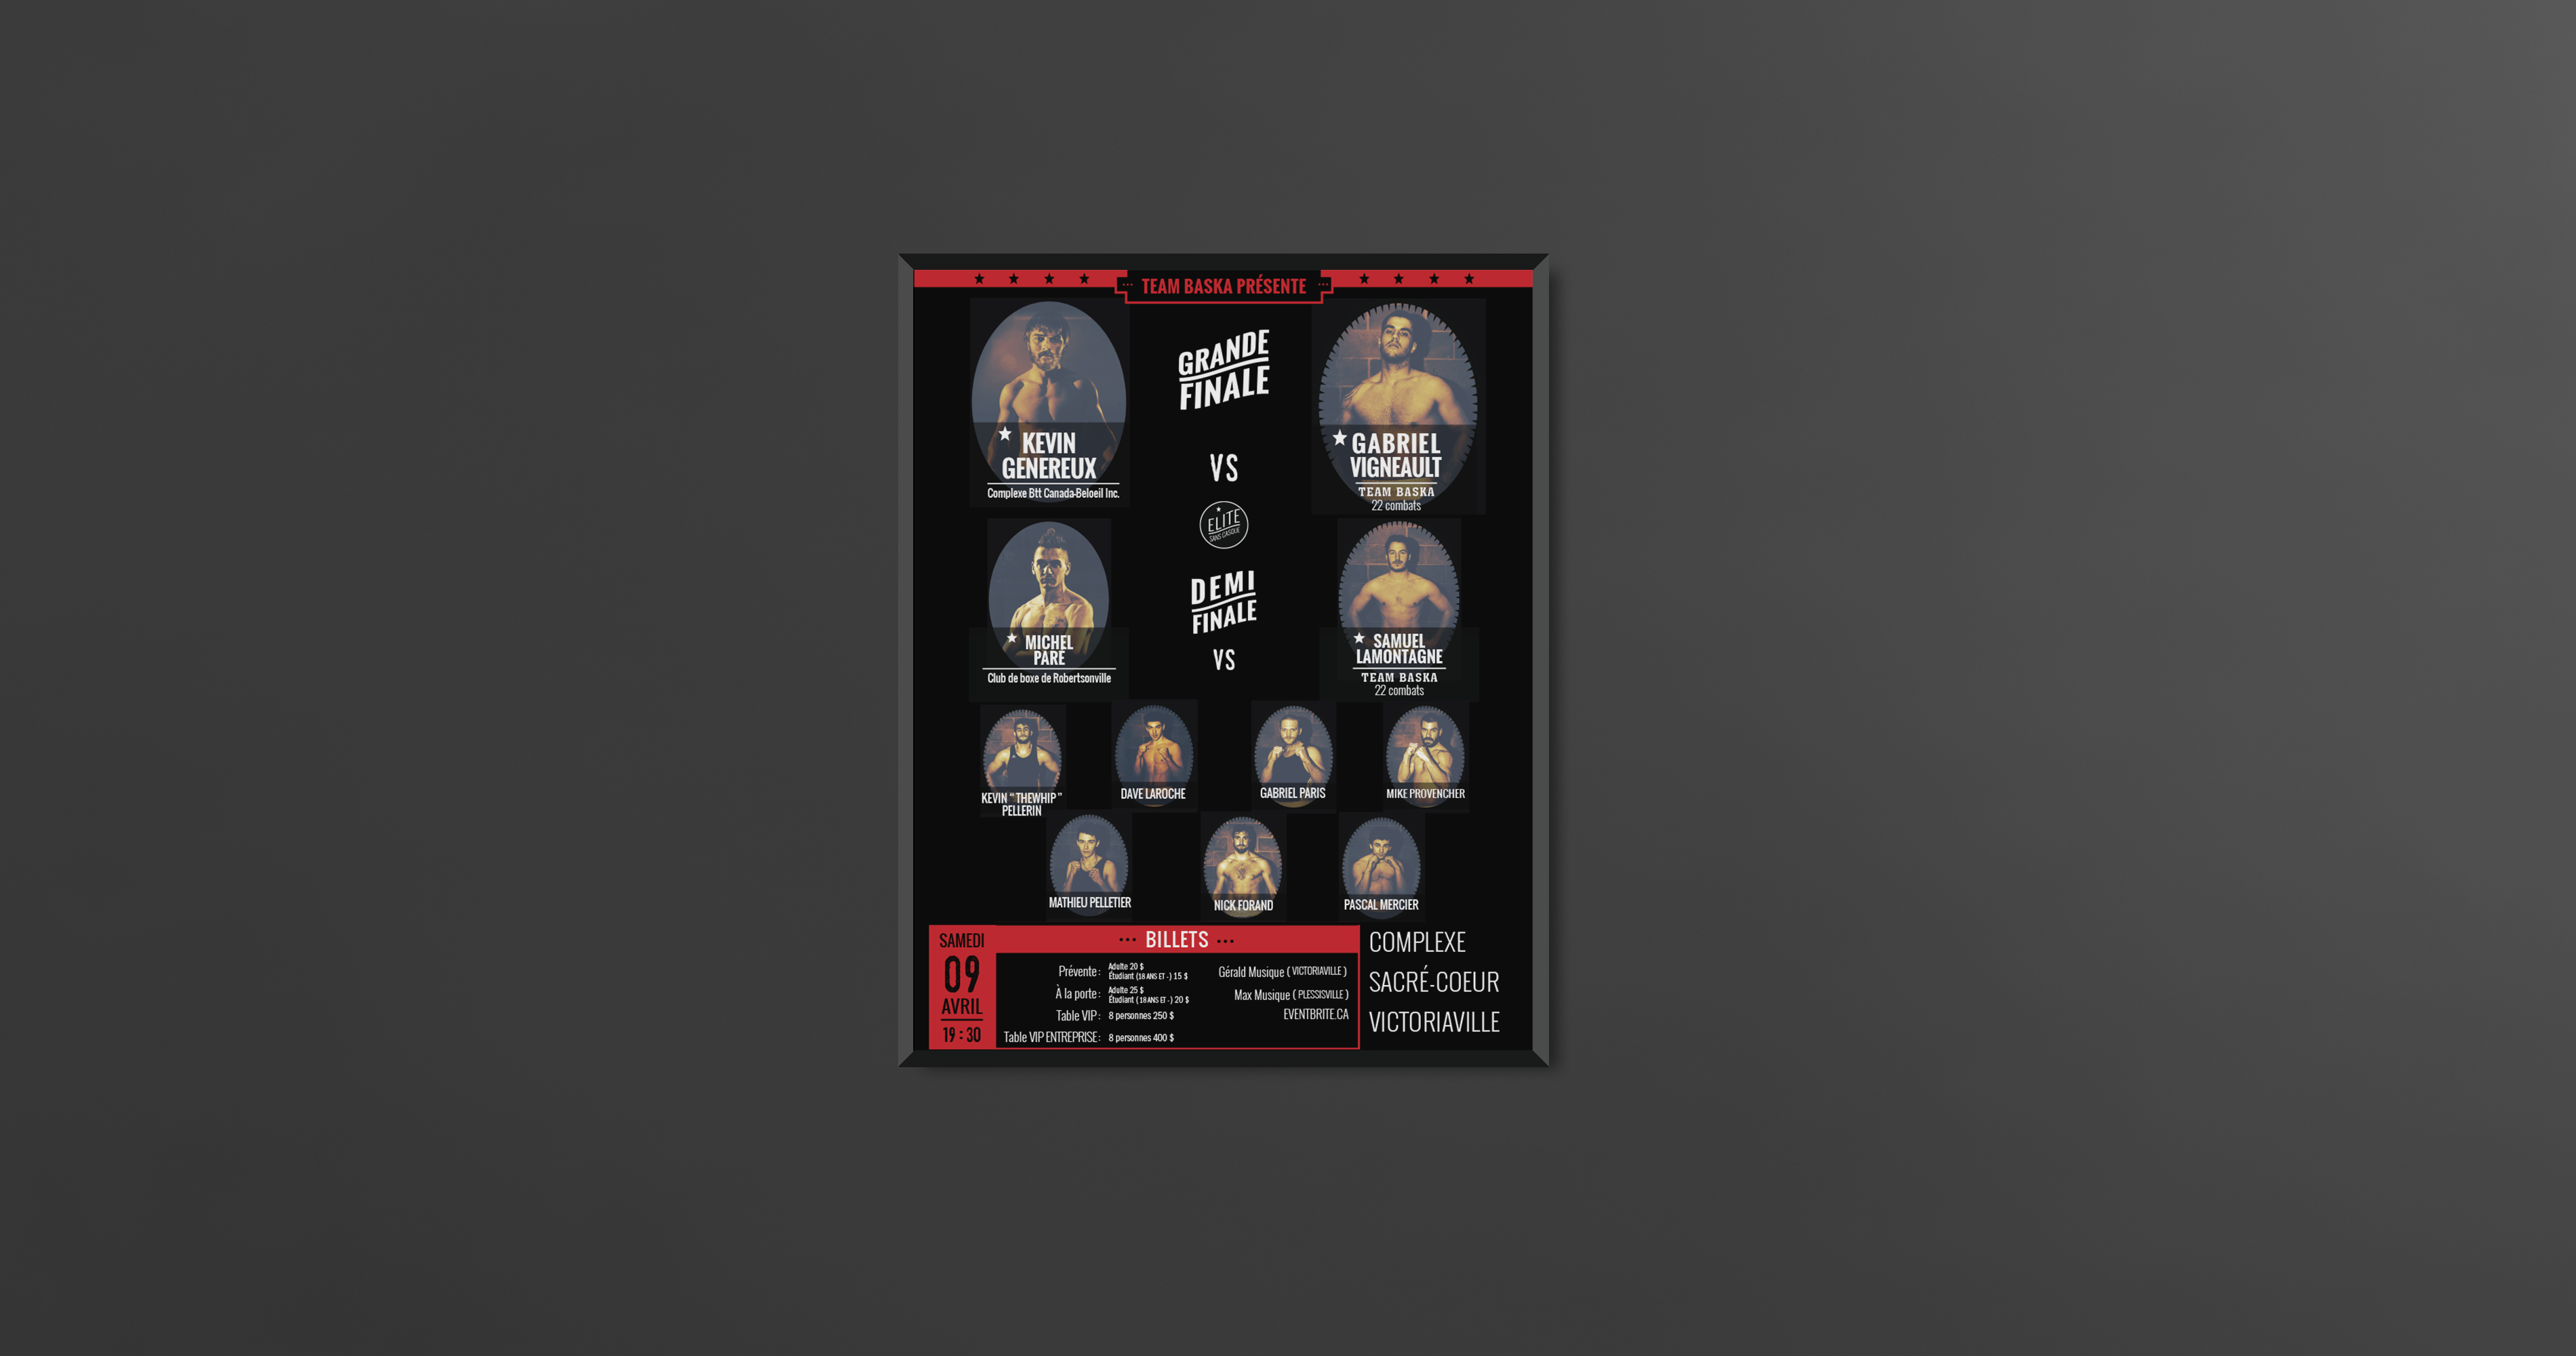 TEAM BASKA PRÉSENTE
GRANDE
FINALE
KEVIN
GENEREUX
Complexe Btt Canada-Beloeil Inc.
VS
GABRIEL
VIGNEAULT
TEAM BASKA
22 combats
ELITE
SANS CASQUE
DEMI
FINALE
MICHEL
PARÉ
Club de boxe de Robertsonville
VS
SAMUEL
LAMONTAGNE
TEAM BASKA
22 combats
KEVIN "THEWHIP"
PELLERIN
DAVE LAROCHE
GABRIEL PARIS
MIKE PROVENCHER
MATHIEU PELLETIER
NICK FORAND
PASCAL MERCIER
SAMEDI
09
AVRIL
19 : 30
••• BILLETS •••
Prévente : Adulte 20 $
Étudiant (18 ANS ET -) 15 $
À la porte : Adulte 25 $
Étudiant (18 ANS ET -) 20 $
Table VIP : 8 personnes 250 $
Table VIP ENTREPRISE : 8 personnes 400 $
Gérald Musique ( VICTORIAVILLE )
Max Musique ( PLESSISVILLE )
EVENTBRITE.CA
COMPLEXE
SACRÉ-COEUR
VICTORIAVILLE